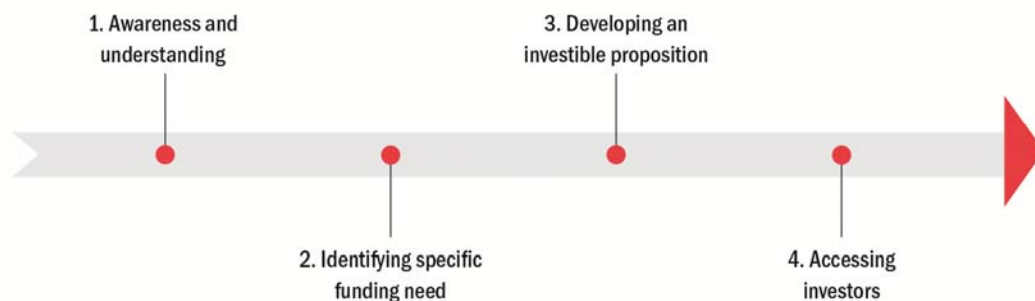 1. Awareness and
understanding
2. Identifying specific
funding need
3. Developing an
investible proposition
4. Accessing
investors